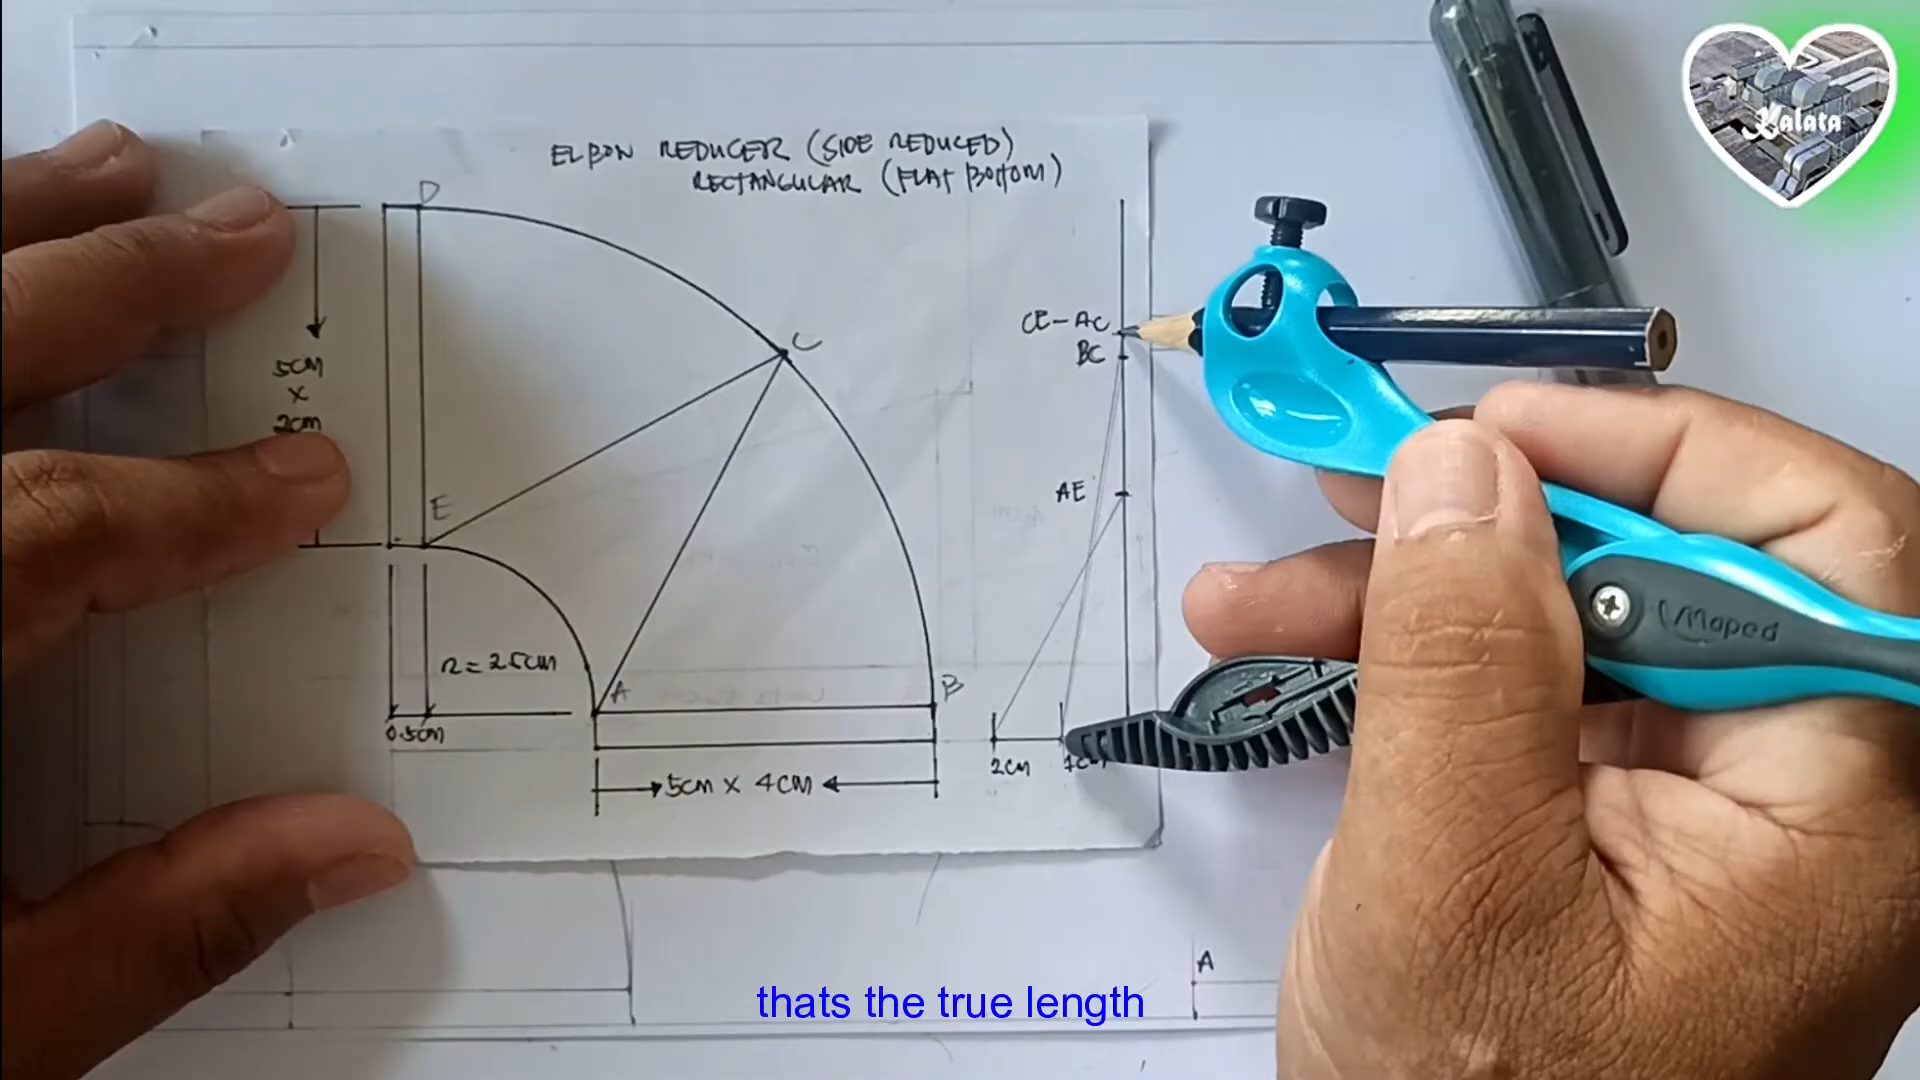 ELBOW REDUCER (SIDE REDUCED)
RECTANGULAR (FLAT BOTTOM)
Kalata
D
C
CE-AC
BC
5CM
X
2CM
AE
E
R=2.5CM
A
B
0.5CM
5CM X 4CM
2CM
1CM
Maped
A
thats the true length